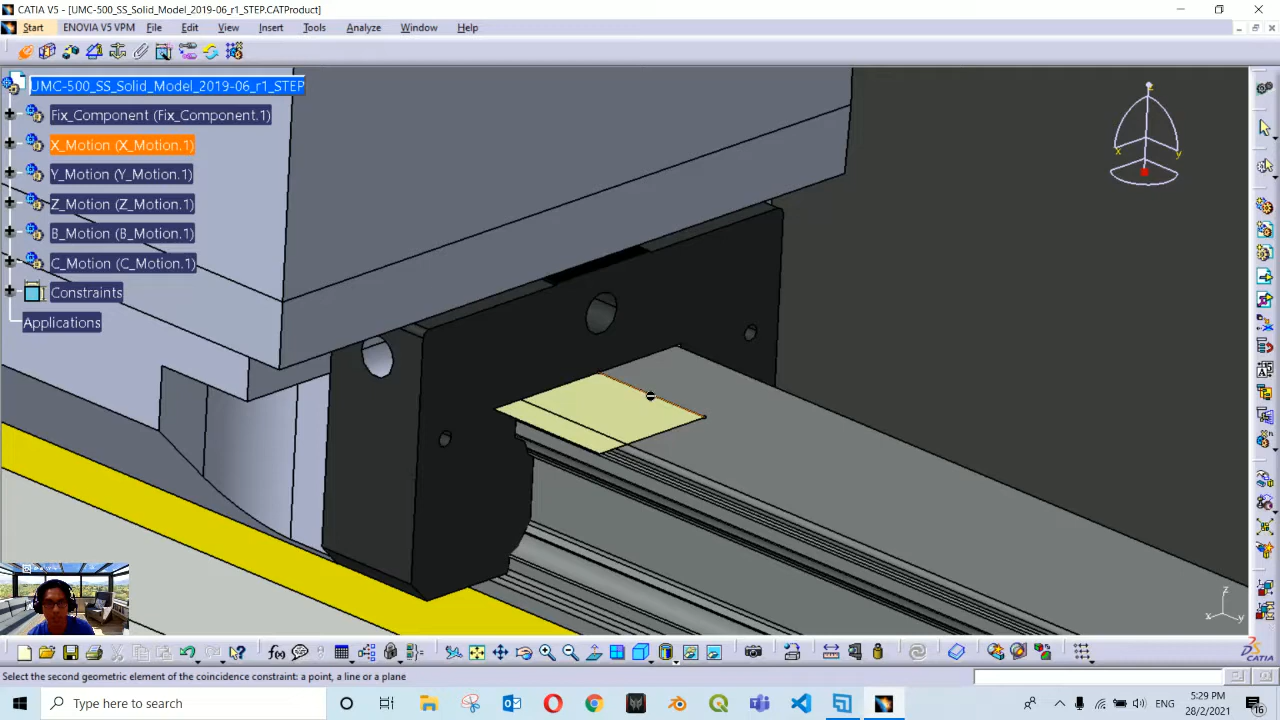 CATIA V5 - [UMC-500_SS_Solid_Model_2019-06_r1_STEP.CATProduct]
Start ENOVIA V5 VPM File Edit View Insert Tools Analyze Window Help
UMC-500_SS_Solid_Model_2019-06_r1_STEP
Fix_Component (Fix_Component.1)
X_Motion (X_Motion.1)
Y_Motion (Y_Motion.1)
Z_Motion (Z_Motion.1)
B_Motion (B_Motion.1)
C_Motion (C_Motion.1)
Constraints
Applications
z
x
y
z
x
y
f(x)
CATIA
Select the second geometric element of the coincidence constraint: a point, a line or a plane
Type here to search
ENG
5:29 PM
28/2/2021
16